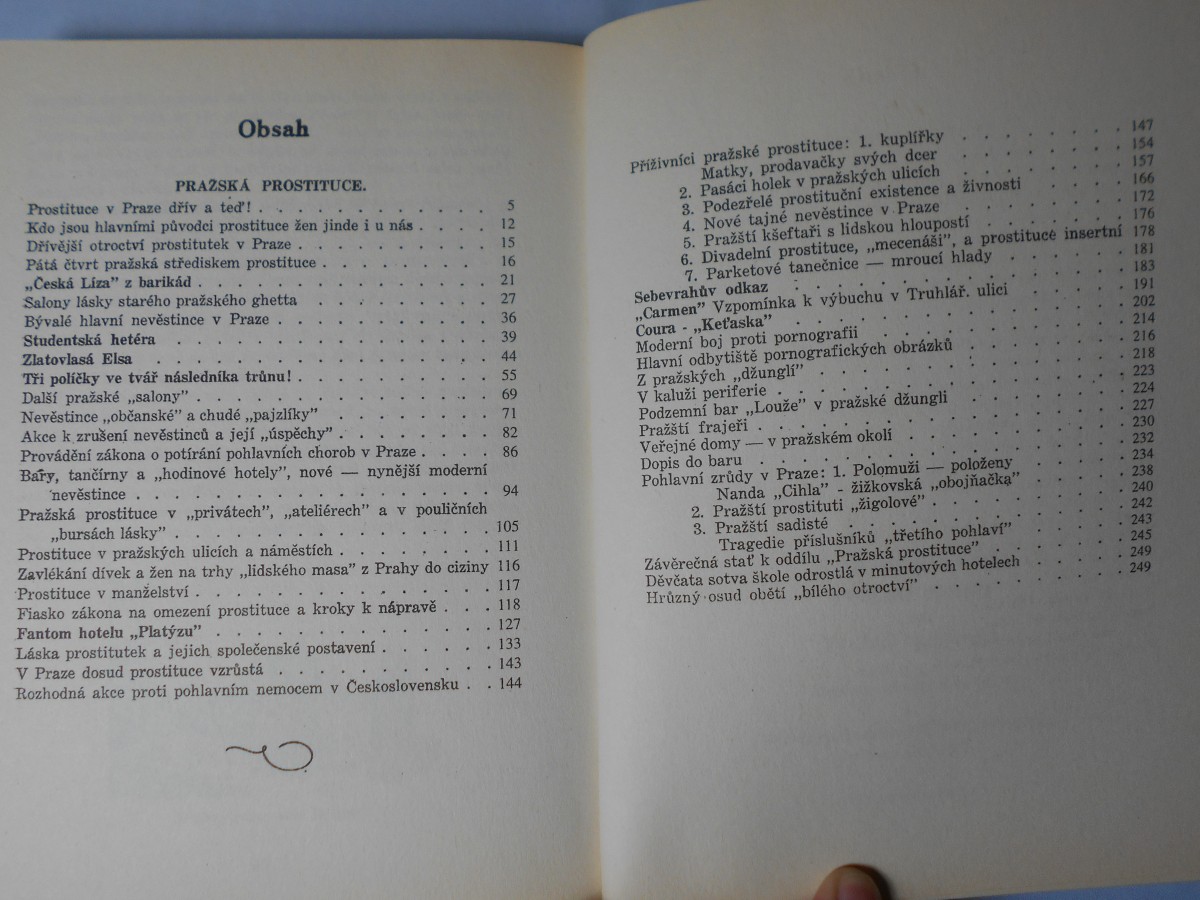 Obsah
PRAŽSKÁ PROSTITUCE.
Prostituce v Praze dřív a teď! . . . . . . . . . . . 5
Kdo jsou hlavními původci prostituce žen jinde i u nás . . . . 12
Dřívější otroctví prostitutek v Praze . . . . . . . . . 15
Pátá čtvrt pražská střediskem prostituce . . . . . . . . 16
„Česká Líza" z barikád . . . . . . . . . . . . . 21
Salony lásky starého pražského ghetta . . . . . . . . . 27
Bývalé hlavní nevěstince v Praze . . . . . . . . . . 36
Studentská hetéra . . . . . . . . . . . . . . 39
Zlatovlasá Elsa . . . . . . . . . . . . . . . 44
Tři políčky ve tvář následníka trůnu! . . . . . . . . . 55
Další pražské „salony" . . . . . . . . . . . . . 69
Nevěstince „občanské" a chudé „pajzlíky" . . . . . . . . 71
Akce k zrušení nevěstinců a její „úspěchy" . . . . . . . . 82
Provádění zákona o potírání pohlavních chorob v Praze . . . . 86
Bary, tančírny a „hodinové hotely", nové — nynější moderní
nevěstince . . . . . . . . . . . . . . . 94
Pražská prostituce v „privátech", „ateliérech" a v pouličních
„bursách lásky" . . . . . . . . . . . . . 105
Prostituce v pražských ulicích a náměstích . . . . . . . 111
Zavlékání dívek a žen na trhy „lidského masa" z Prahy do ciziny 116
Prostituce v manželství . . . . . . . . . . . . . 117
Fiasko zákona na omezení prostituce a kroky k nápravě . . . 118
Fantom hotelu „Platýzu" . . . . . . . . . . . . 127
Láska prostitutek a jejich společenské postavení . . . . . . 133
V Praze dosud prostituce vzrůstá . . . . . . . . . . 143
Rozhodná akce proti pohlavním nemocem v Československu . . 144
Příživníci pražské prostituce: 1. kuplířky . . . . . . . . 147
Matky, prodavačky svých dcer . . . . . . . . 154
2. Pasáci holek v pražských ulicích . . . . . . . . 157
3. Podezřelé prostituční existence a živnosti . . . . . 166
4. Nové tajné nevěstince v Praze . . . . . . . . 172
5. Pražští kšeftaři s lidskou hloupostí . . . . . . . 176
6. Divadelní prostituce, „mecenáši", a prostituce insertní 178
7. Parketové tanečnice — mroucí hlady . . . . . . 181
Sebevrahův odkaz . . . . . . . . . . . . . . 183
„Carmen" Vzpomínka k výbuchu v Truhlář. ulici . . . . . 191
Coura - „Keťaska" . . . . . . . . . . . . . . 202
Moderní boj proti pornografii . . . . . . . . . . . 214
Hlavní odbytiště pornografických obrázků . . . . . . . 216
Z pražských „džunglí" . . . . . . . . . . . . . 218
V kaluži periferie . . . . . . . . . . . . . . 223
Podzemní bar „Louže" v pražské džungli . . . . . . . . 224
Pražští frajeři . . . . . . . . . . . . . . . 227
Veřejné domy — v pražském okolí . . . . . . . . . . 230
Dopis do baru . . . . . . . . . . . . . . . 232
Pohlavní zrůdy v Praze: 1. Polomuži — položeny . . . . . 234
Nanda „Cihla" - žižkovská „obojňačka" . . . . . 238
2. Pražští prostituti „žigolové" . . . . . . . . . 240
3. Pražští sadisté . . . . . . . . . . . . . 242
Tragedie příslušníků „třetího pohlaví" . . . . . . 243
Závěrečná stať k oddílu „Pražská prostituce" . . . . . . . 245
Děvčata sotva škole odrostlá v minutových hotelech . . . . . 249
Hrůzný osud obětí „bílého otroctví" . . . . . . . . . 249